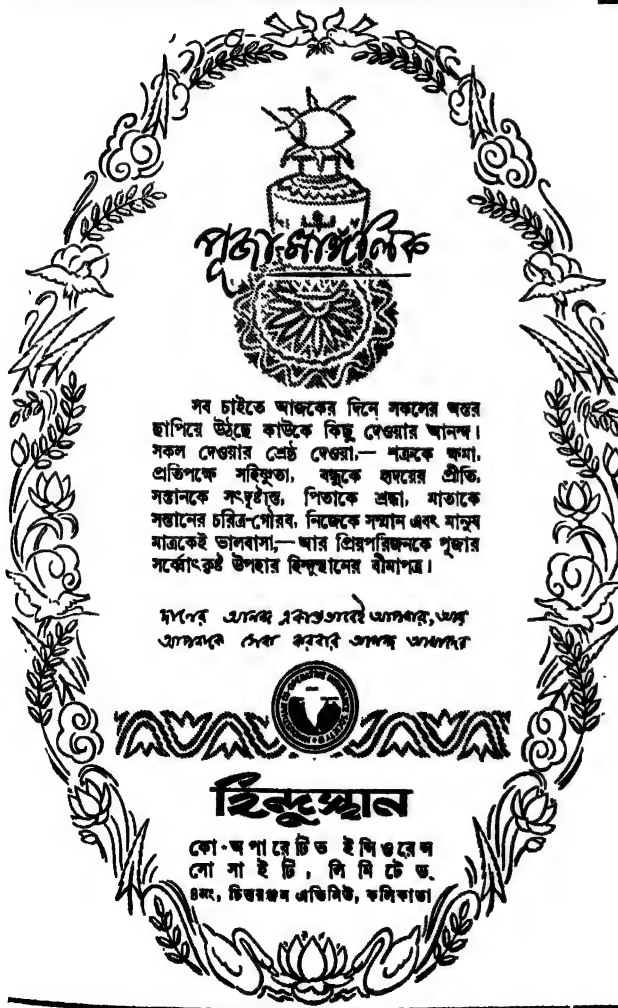 পূজা-মাঙ্গলিক
সব চাইতে আজকের দিনে সকলের অন্তর
ছাপিয়ে উঠছে কাউকে কিছু দেওয়ার আনন্দ।
সকল দেওয়ার শ্রেষ্ঠ দেওয়া,— শত্রুকে ক্ষমা,
প্রতিপক্ষে সহিষ্ণুতা, বন্ধুকে হৃদয়ের প্রীতি,
সন্তানকে সৎদৃষ্টান্ত, পিতাকে শ্রদ্ধা, মাতাকে
সন্তানের চরিত্র-গৌরব, নিজেকে সম্মান এবং মানুষ
মাত্রকেই ভালবাসা,— আর প্রিয়পরিজনকে পূজার
সর্ব্বোৎকৃষ্ট উপহার হিন্দুস্থানের বীমাপত্র।
দানের আনন্দ একান্তভাবেই আপনার, আর
আপনাকে সেবা করবার আনন্দ আমাদের
হিন্দুস্থান
কো-অপারেটিভ ইন্সিওরেন্স
সোসাইটি, লিমিটেড্
৪নং, চিত্তরঞ্জন এভিনিউ, কলিকাতা